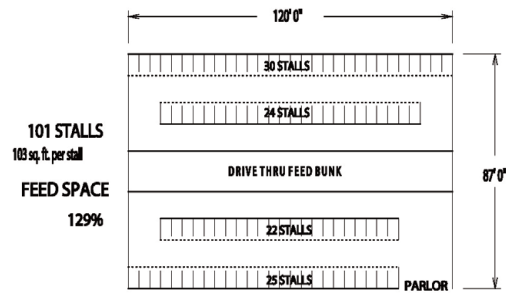 120' 0"
30 STALLS
24 STALLS
101 STALLS
103 sq. ft. per stall
DRIVE THRU FEED BUNK
87' 0"
FEED SPACE
129%
22 STALLS
25 STALLS
PARLOR